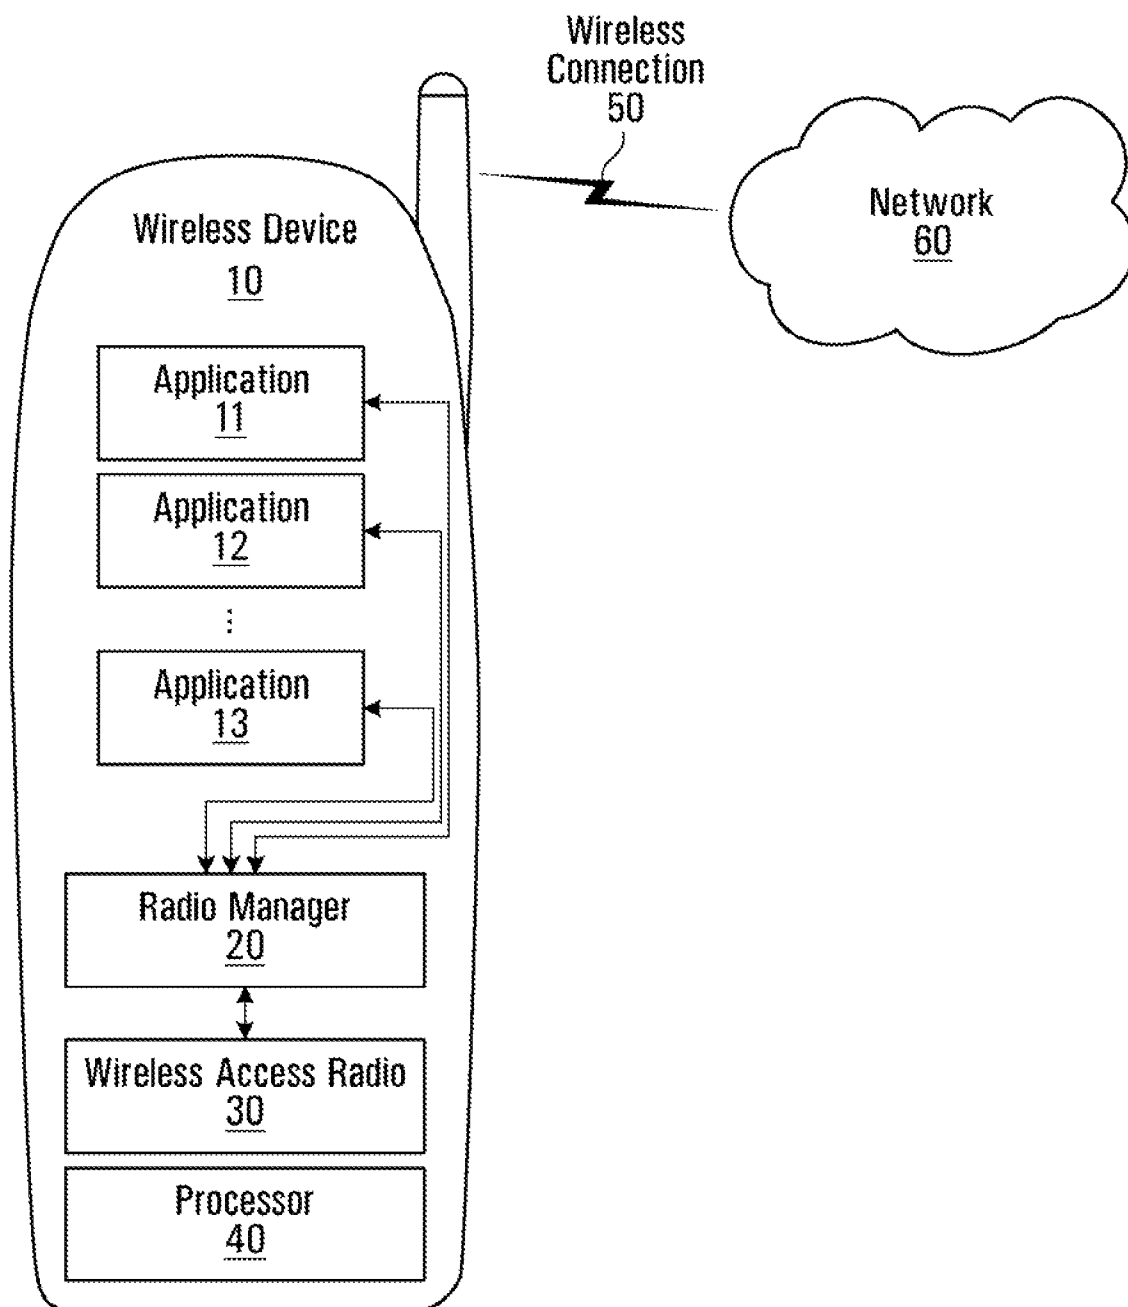 Wireless
Connection
50
Network
60
Wireless Device
10
Application
11
Application
12
⋮
Application
13
Radio Manager
20
Wireless Access Radio
30
Processor
40